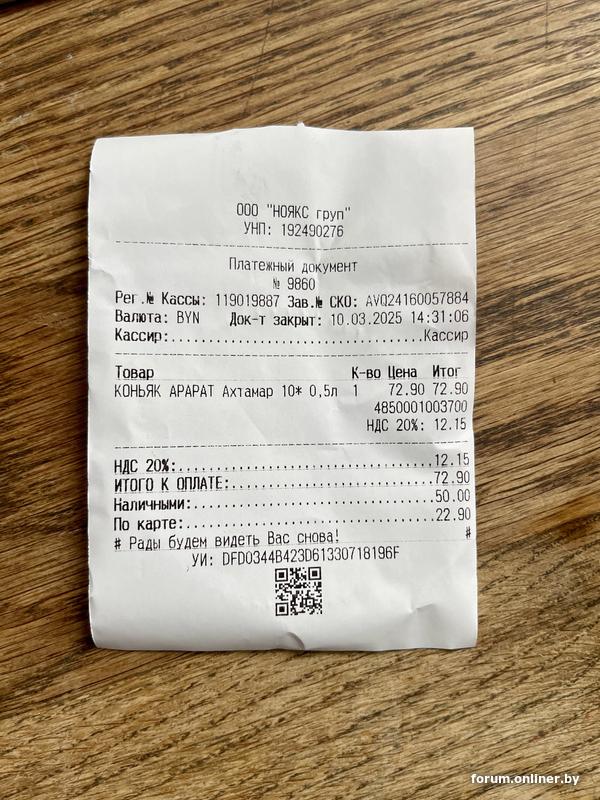 ООО "НОЯКС груп"
УНП: 192490276
Платежный документ
№ 9860
Рег.№ Кассы: 119019887 Зав.№ СКО: AVQ24160057884
Валюта: BYN Док-т закрыт: 10.03.2025 14:31:06
Кассир:................................Кассир
Товар К-во Цена Итог
КОНЬЯК АРАРАТ Ахтамар 10* 0,5л 1 72.90 72.90
4850001003700
НДС 20%: 12.15
НДС 20%:................................12.15
ИТОГО К ОПЛАТЕ:.........................72.90
Наличными:..............................50.00
По карте:...............................22.90
# Рады будем видеть Вас снова! #
УИ: DFD0344B423D61330718196F
forum.onliner.by